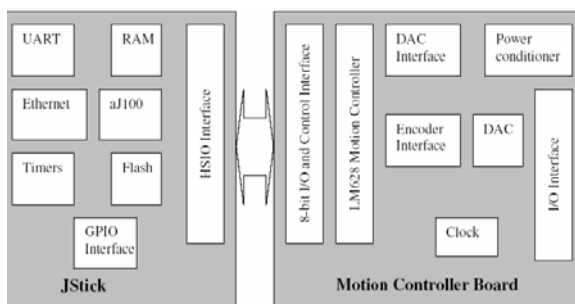 UART
RAM
Ethernet
aJ100
Timers
Flash
GPIO
Interface
HSIO Interface
JStick
8-bit I/O and Control Interface
LM628 Motion Controller
DAC
Interface
Power
conditioner
Encoder
Interface
DAC
Clock
I/O Interface
Motion Controller Board